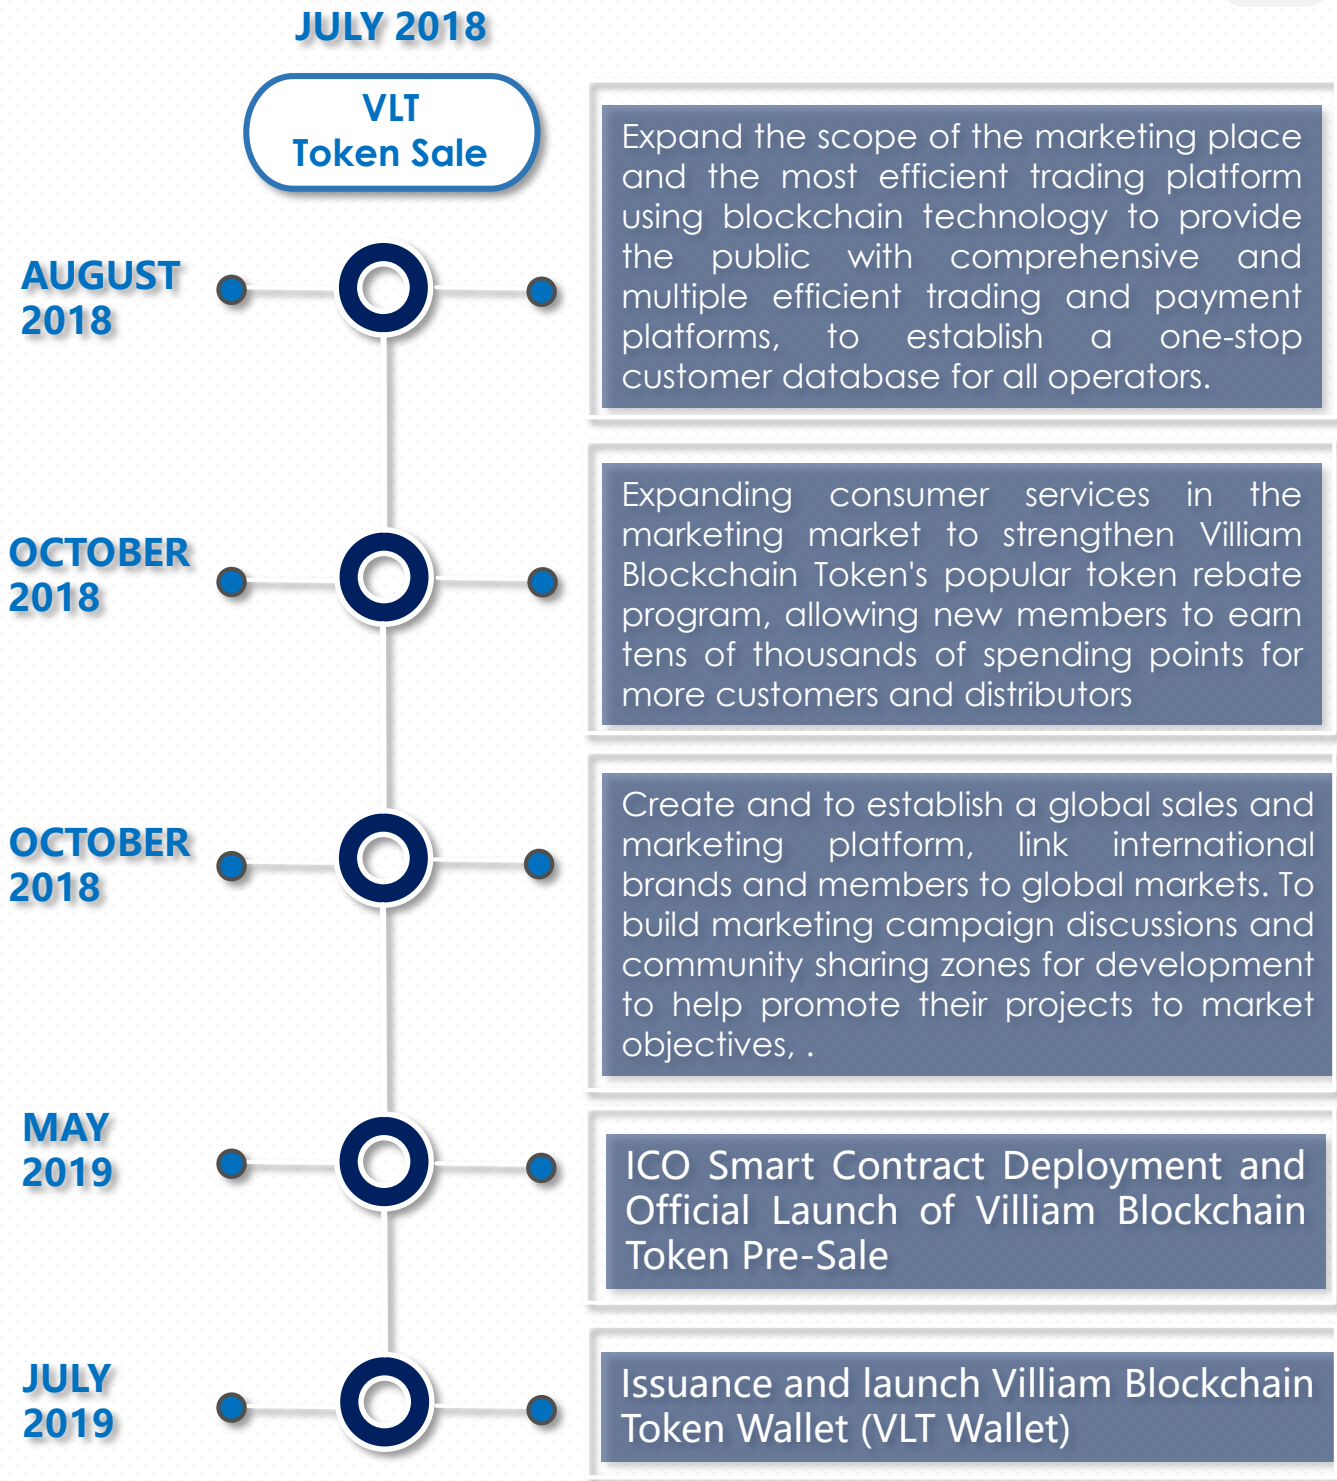 JULY 2018
VLT
Token Sale
AUGUST
2018
Expand the scope of the marketing place
and the most efficient trading platform
using blockchain technology to provide
the public with comprehensive and
multiple efficient trading and payment
platforms, to establish a one-stop
customer database for all operators.
OCTOBER
2018
Expanding consumer services in the
marketing market to strengthen Villiam
Blockchain Token's popular token rebate
program, allowing new members to earn
tens of thousands of spending points for
more customers and distributors
OCTOBER
2018
Create and to establish a global sales and
marketing platform, link international
brands and members to global markets. To
build marketing campaign discussions and
community sharing zones for development
to help promote their projects to market
objectives, .
MAY
2019
ICO Smart Contract Deployment and
Official Launch of Villiam Blockchain
Token Pre-Sale
JULY
2019
Issuance and launch Villiam Blockchain
Token Wallet (VLT Wallet)